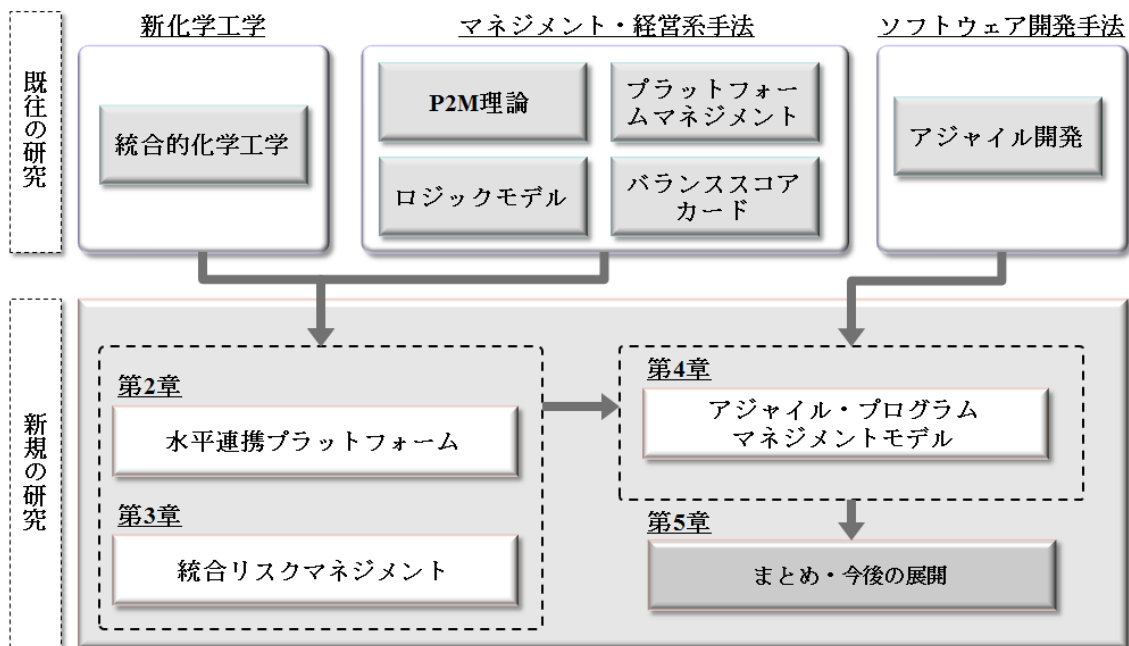 既往の研究
新化学工学
統合的化学工学
マネジメント・経営系手法
P2M理論
プラットフォー
ムマネジメント
ロジックモデル
バランススコア
カード
ソフトウェア開発手法
アジャイル開発
新規の研究
第2章
水平連携プラットフォーム
第3章
統合リスクマネジメント
第4章
アジャイル・プログラム
マネジメントモデル
第5章
まとめ・今後の展開